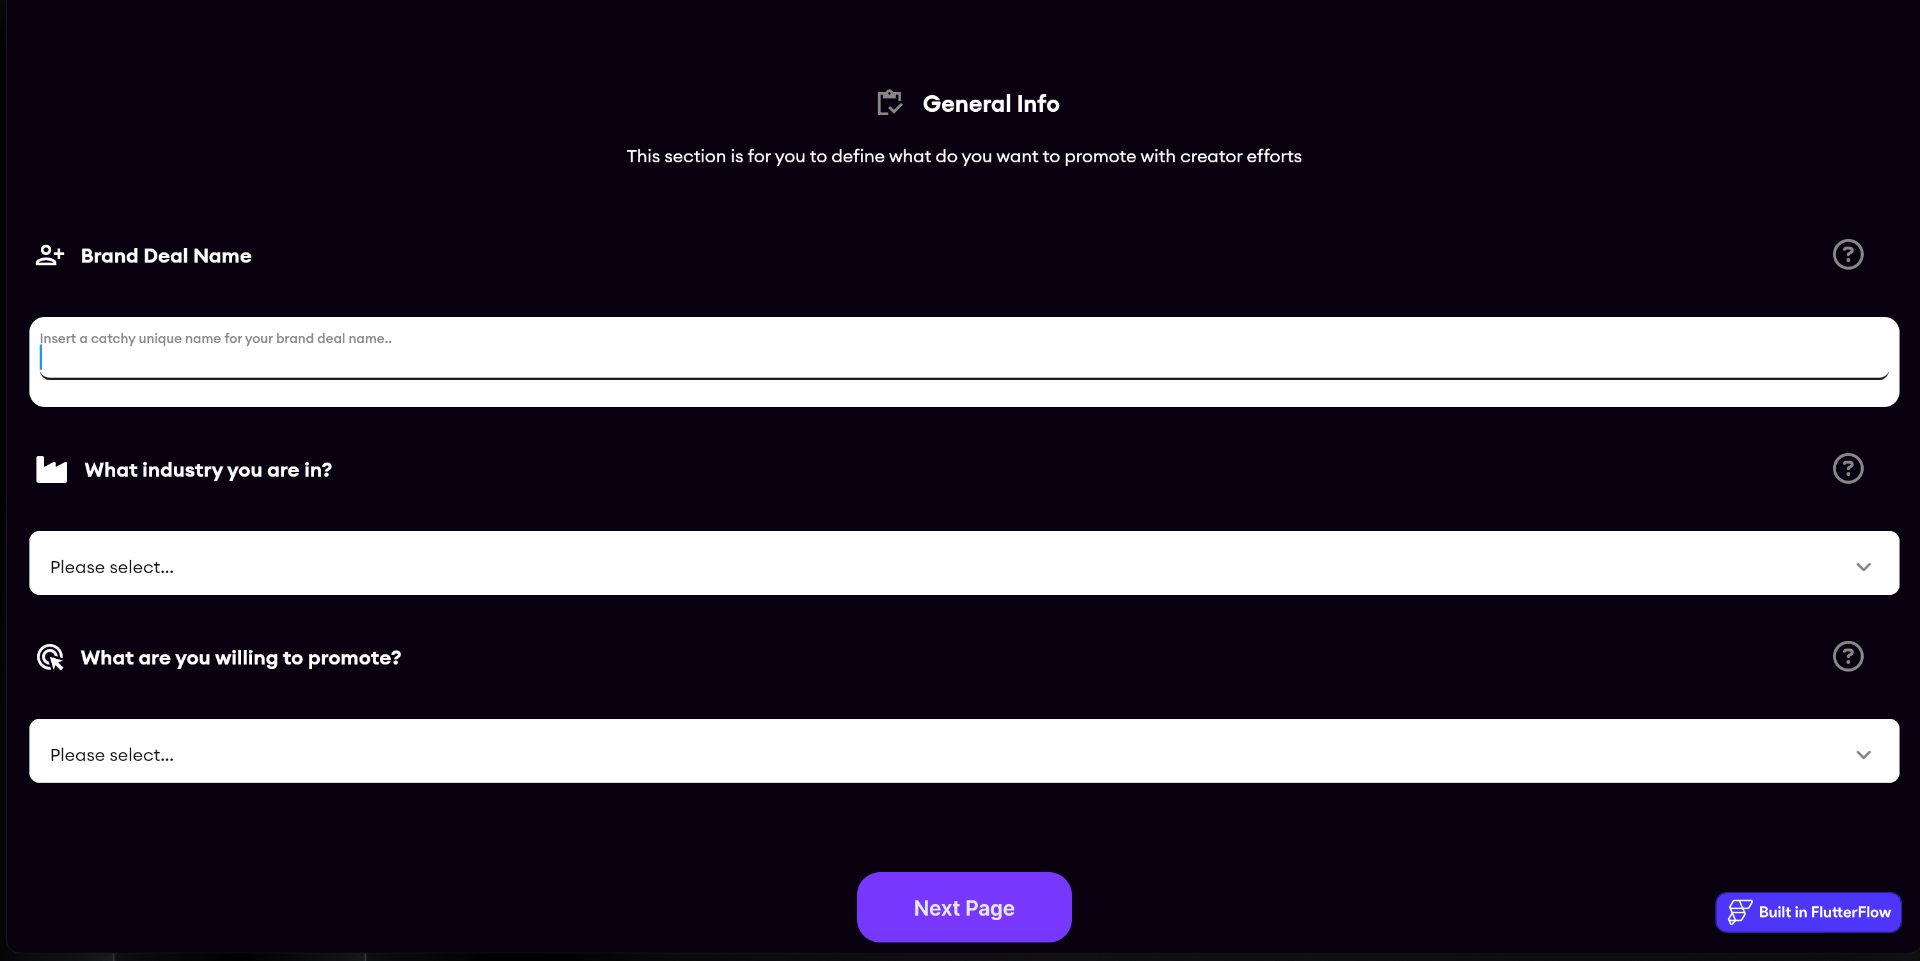 General Info
This section is for you to define what do you want to promote with creator efforts
Brand Deal Name
?
Insert a catchy unique name for your brand deal name..
What industry you are in?
?
Please select...
What are you willing to promote?
?
Please select...
Next Page
Built in FlutterFlow